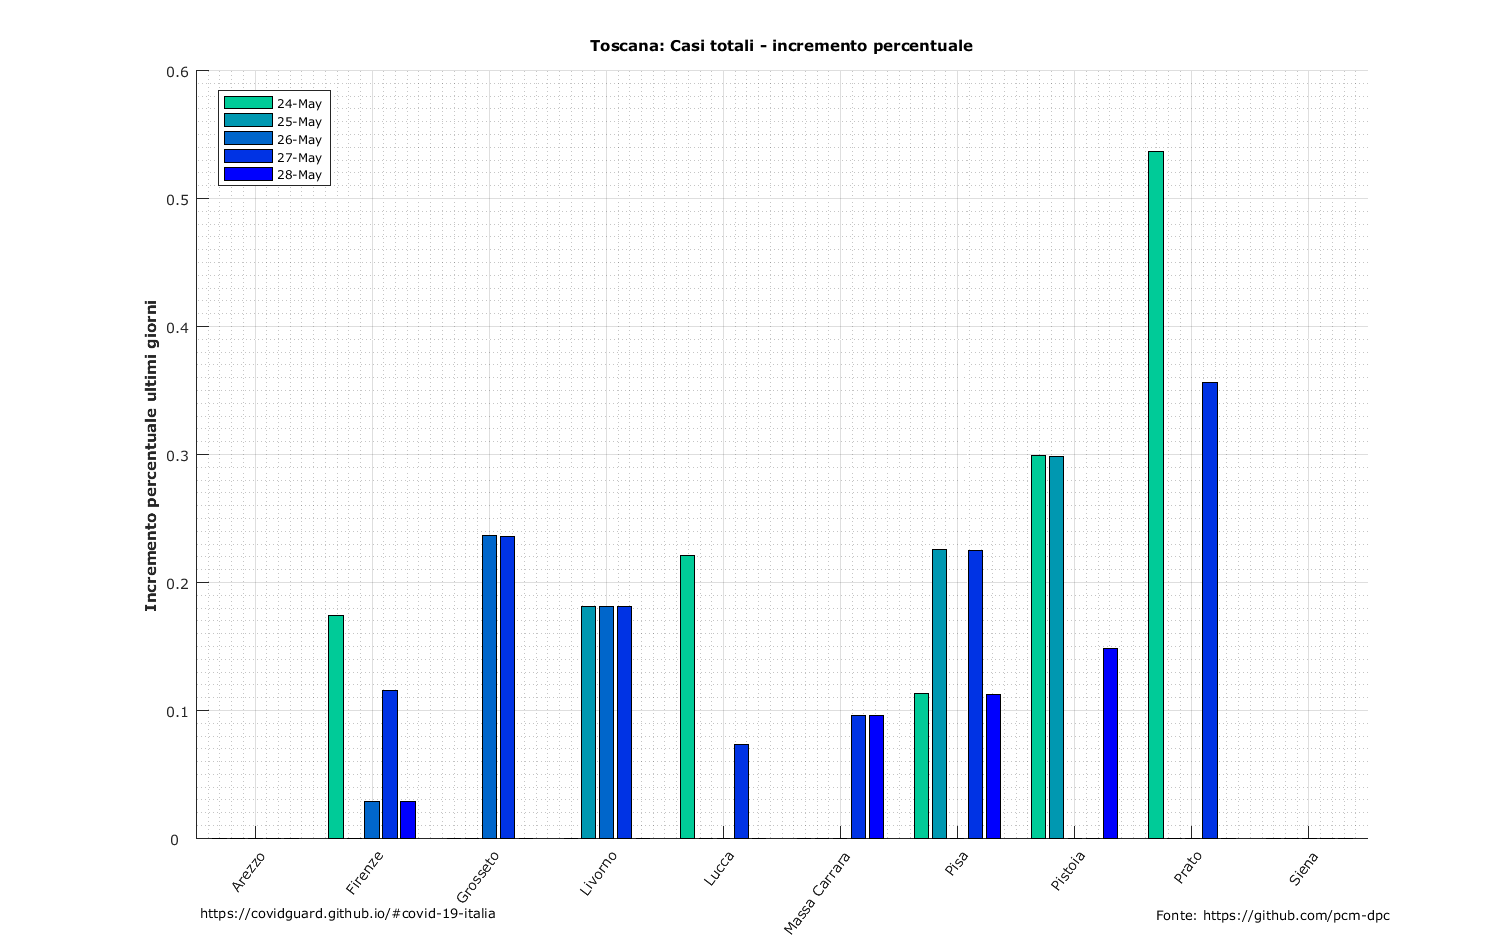 Toscana: Casi totali - incremento percentuale
0.6
0.5
0.4
0.3
0.2
0.1
0
Incremento percentuale ultimi giorni
24-May
25-May
26-May
27-May
28-May
Arezzo
Firenze
Grosseto
Livorno
Lucca
Massa Carrara
Pisa
Pistoia
Prato
Siena
https://covidguard.github.io/#covid-19-italia
Fonte: https://github.com/pcm-dpc